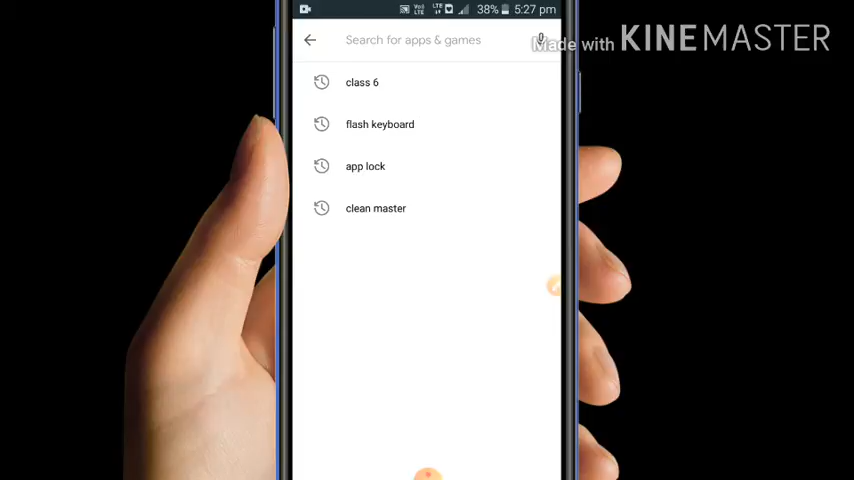 38% 5:27 pm
Search for apps & games
Made with KINEMASTER
class 6
flash keyboard
app lock
clean master